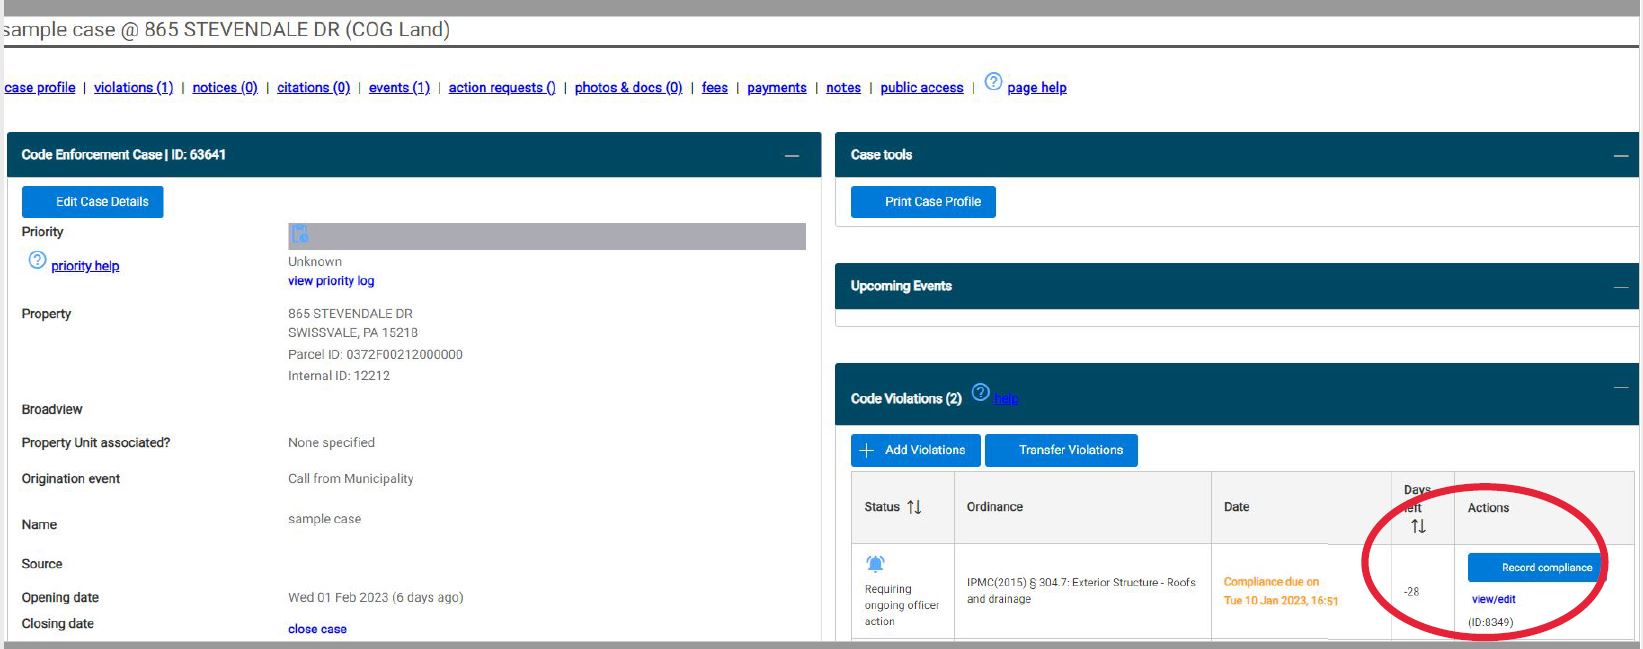 sample case @ 865 STEVENDALE DR (COG Land)
case profile | violations (1) | notices (0) | citations (0) | events (1) | action requests () | photos & docs (0) | fees | payments | notes | public access | ? page help
Code Enforcement Case | ID: 63641
Edit Case Details
Priority
? priority help
Unknown
view priority log
Property
865 STEVENDALE DR
SWISSVALE, PA 15218
Parcel ID: 0372F00212000000
Internal ID: 12212
Broadview
Property Unit associated?
None specified
Origination event
Call from Municipality
Name
sample case
Source
Opening date
Wed 01 Feb 2023 (6 days ago)
Closing date
close case
Case tools
Print Case Profile
Upcoming Events
Code Violations (2) ? help
+ Add Violations
Transfer Violations
Status
Ordinance
Date
Days
left
Actions
Requiring
ongoing officer
action
IPMC(2015) § 304.7: Exterior Structure - Roofs
and drainage
Compliance due on
Tue 10 Jan 2023, 16:51
-28
Record compliance
view/edit
(ID:8349)